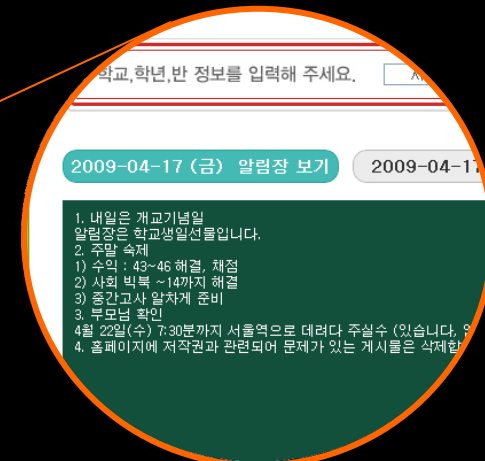 학교,학년,반 정보를 입력해 주세요.
2009-04-17 (금) 알림장 보기
2009-04-17
1. 내일은 개교기념일
알림장은 학교생일선물입니다.
2. 주말 숙제
1) 수익 : 43~46 해결, 채점
2) 사회 빅북 ~14까지 해결
3) 중간고사 알차게 준비
3. 부모님 확인
4월 22일(수) 7:30분까지 서울역으로 데려다 주실수 (있습니다,
4. 홈페이지에 저작권과 관련되어 문제가 있는 게시물은 삭제합